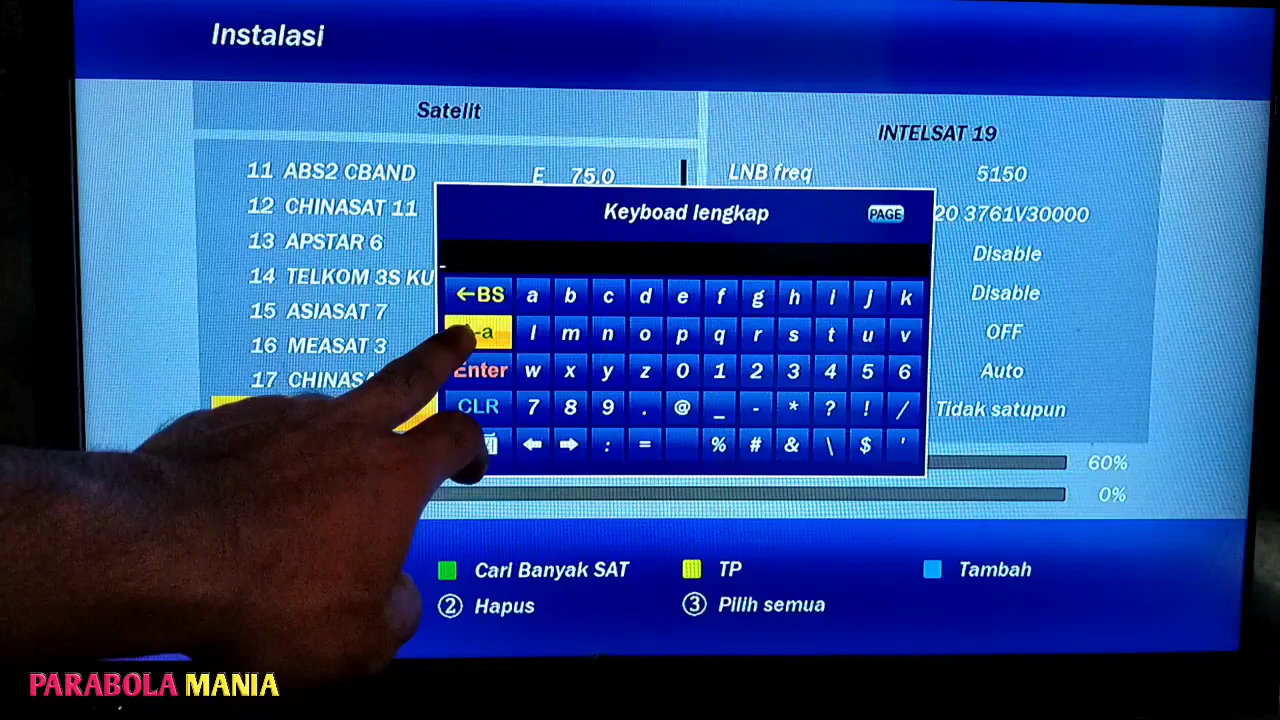 Instalasi
Satelit
INTELSAT 19
11 ABS2 CBAND E 75.0
12 CHINASAT 11
13 APSTAR 6
14 TELKOM 3S KU
15 ASIASAT 7
16 MEASAT 3
17
LNB freq 5150
3761V30000
Disable
Disable
OFF
Auto
Tidak satupun
60%
0%
Keyboad lengkap PAGE
←BS a b c d e f g h i j k
l m n o p q r s t u v
Enter w x y z 0 1 2 3 4 5 6
CLR 7 8 9 . @ _ - * ? ! /
← → : = % # & \ $ '
Cari Banyak SAT TP Tambah
② Hapus ③ Pilih semua
PARABOLA MANIA